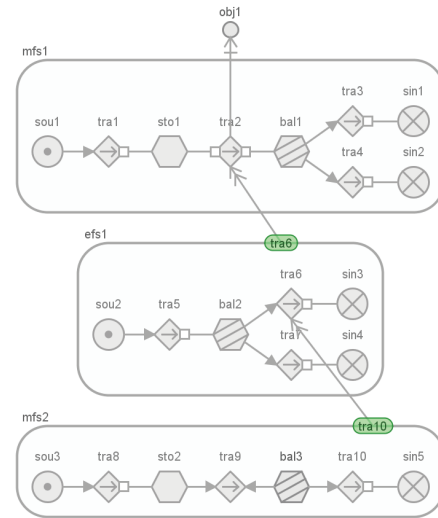 obj1
mfs1
sou1 tra1 sto1 tra2 bal1 tra3 sin1
tra4 sin2
efs1 tra6
sou2 tra5 bal2 tra6 sin3
tra7 sin4
mfs2 tra10
sou3 tra8 sto2 tra9 bal3 tra10 sin5